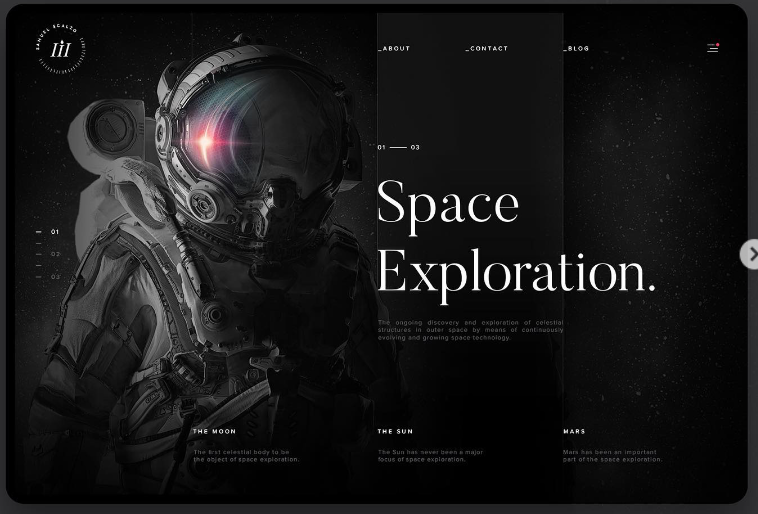 SAMUEL SCALTO
_ABOUT
_CONTACT
_BLOG
01
03
Space
Exploration.
01
02
03
The ongoing discovery and exploration of celestial
structures in outer space by means of continuously
evolving and growing space technology.
THE MOON
The first celestial body to be
the object of space exploration.
THE SUN
The Sun has never been a major
focus of space exploration.
MARS
Mars has been an important
part of the space exploration.